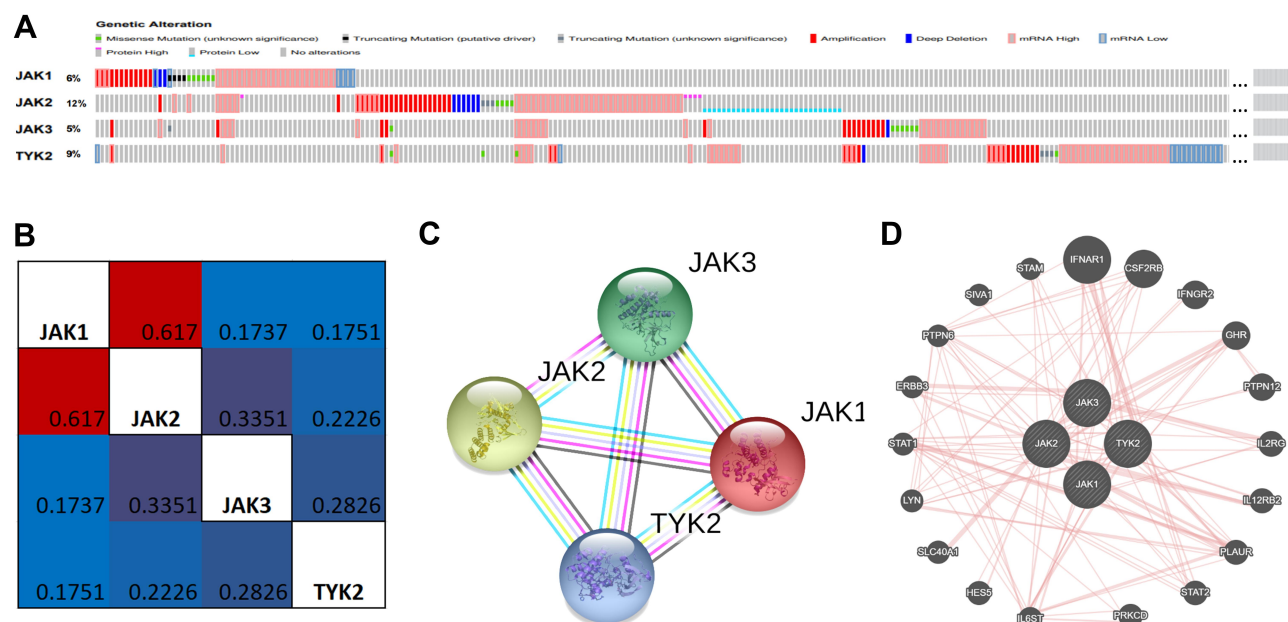 A
Genetic Alteration
Missense Mutation (unknown significance) Truncating Mutation (putative driver) Truncating Mutation (unknown significance) Amplification Deep Deletion mRNA High mRNA Low
Protein High Protein Low No alterations
JAK1 6%
...
JAK2 12%
JAK3 5%
TYK2 9%
...
B
JAK1 0.617 0.1737 0.1751
0.617 JAK2 0.3351 0.2226
0.1737 0.3351 JAK3 0.2826
0.1751 0.2226 0.2826 TYK2
C
JAK3
JAK2
JAK1
TYK2
D
IFNAR1
STAM
CSF2RB
SIVA1
IFNGR2
PTPN6
GHR
ERBB3
PTPN12
JAK3
STAT1
JAK2
TYK2
IL2RG
JAK1
LYN
IL12RB2
SLC40A1
PLAUR
HES5
STAT2
IL6ST
PRKCD